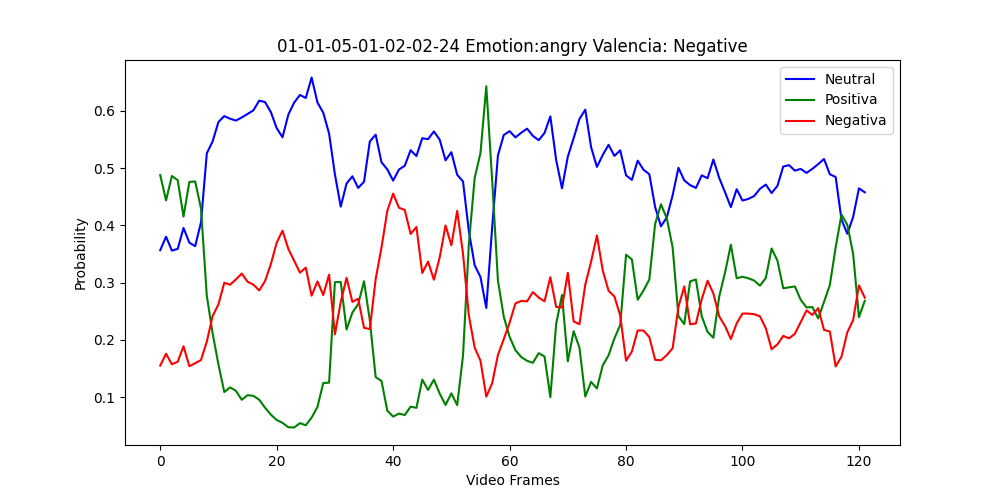 01-01-05-01-02-02-24 Emotion:angry Valencia: Negative
Neutral
Positiva
Negativa
Probability
0.6
0.5
0.4
0.3
0.2
0.1
0 20 40 60 80 100 120
Video Frames